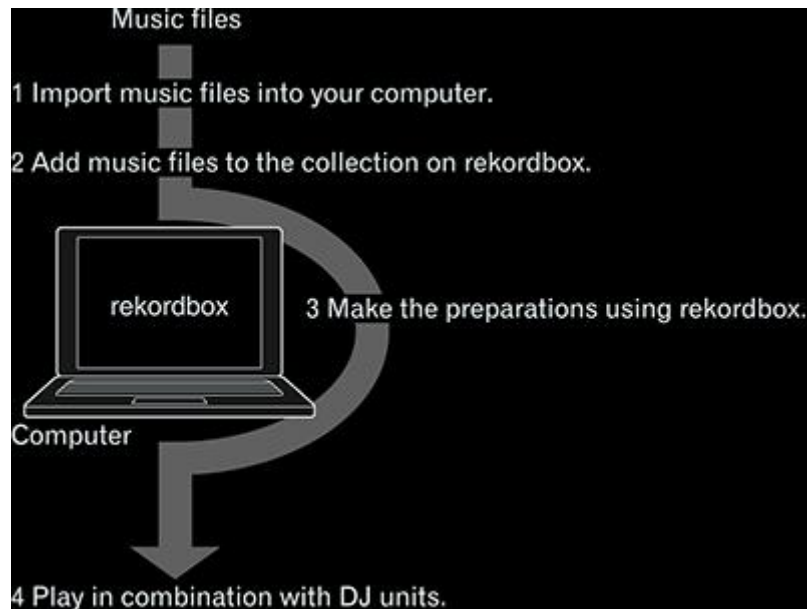 Music files
1 Import music files into your computer.
2 Add music files to the collection on rekordbox.
rekordbox
3 Make the preparations using rekordbox.
Computer
4 Play in combination with DJ units.